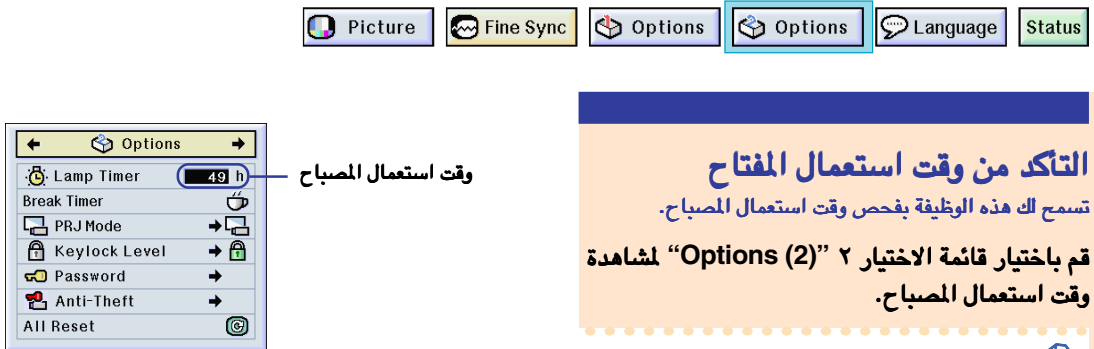 Picture
Fine Sync
Options
Options
Language
Status
التأكد من وقت استعمال المفتاح
تسمح لك هذه الوظيفة بفحص وقت استعمال المصباح.
قم باختيار قائمة الاختيار ٢ “Options (2)” لمشاهدة
وقت استعمال المصباح.
وقت استعمال المصباح
Options
Lamp Timer 49 h
Break Timer
PRJ Mode
Keylock Level
Password
Anti-Theft
All Reset